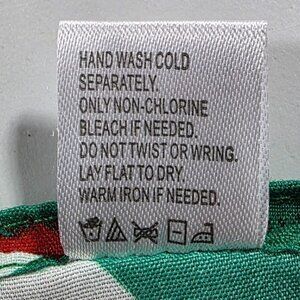 HAND WASH COLD
SEPARATELY.
ONLY NON-CHLORINE
BLEACH IF NEEDED.
DO NOT TWIST OR WRING.
LAY FLAT TO DRY.
WARM IRON IF NEEDED.